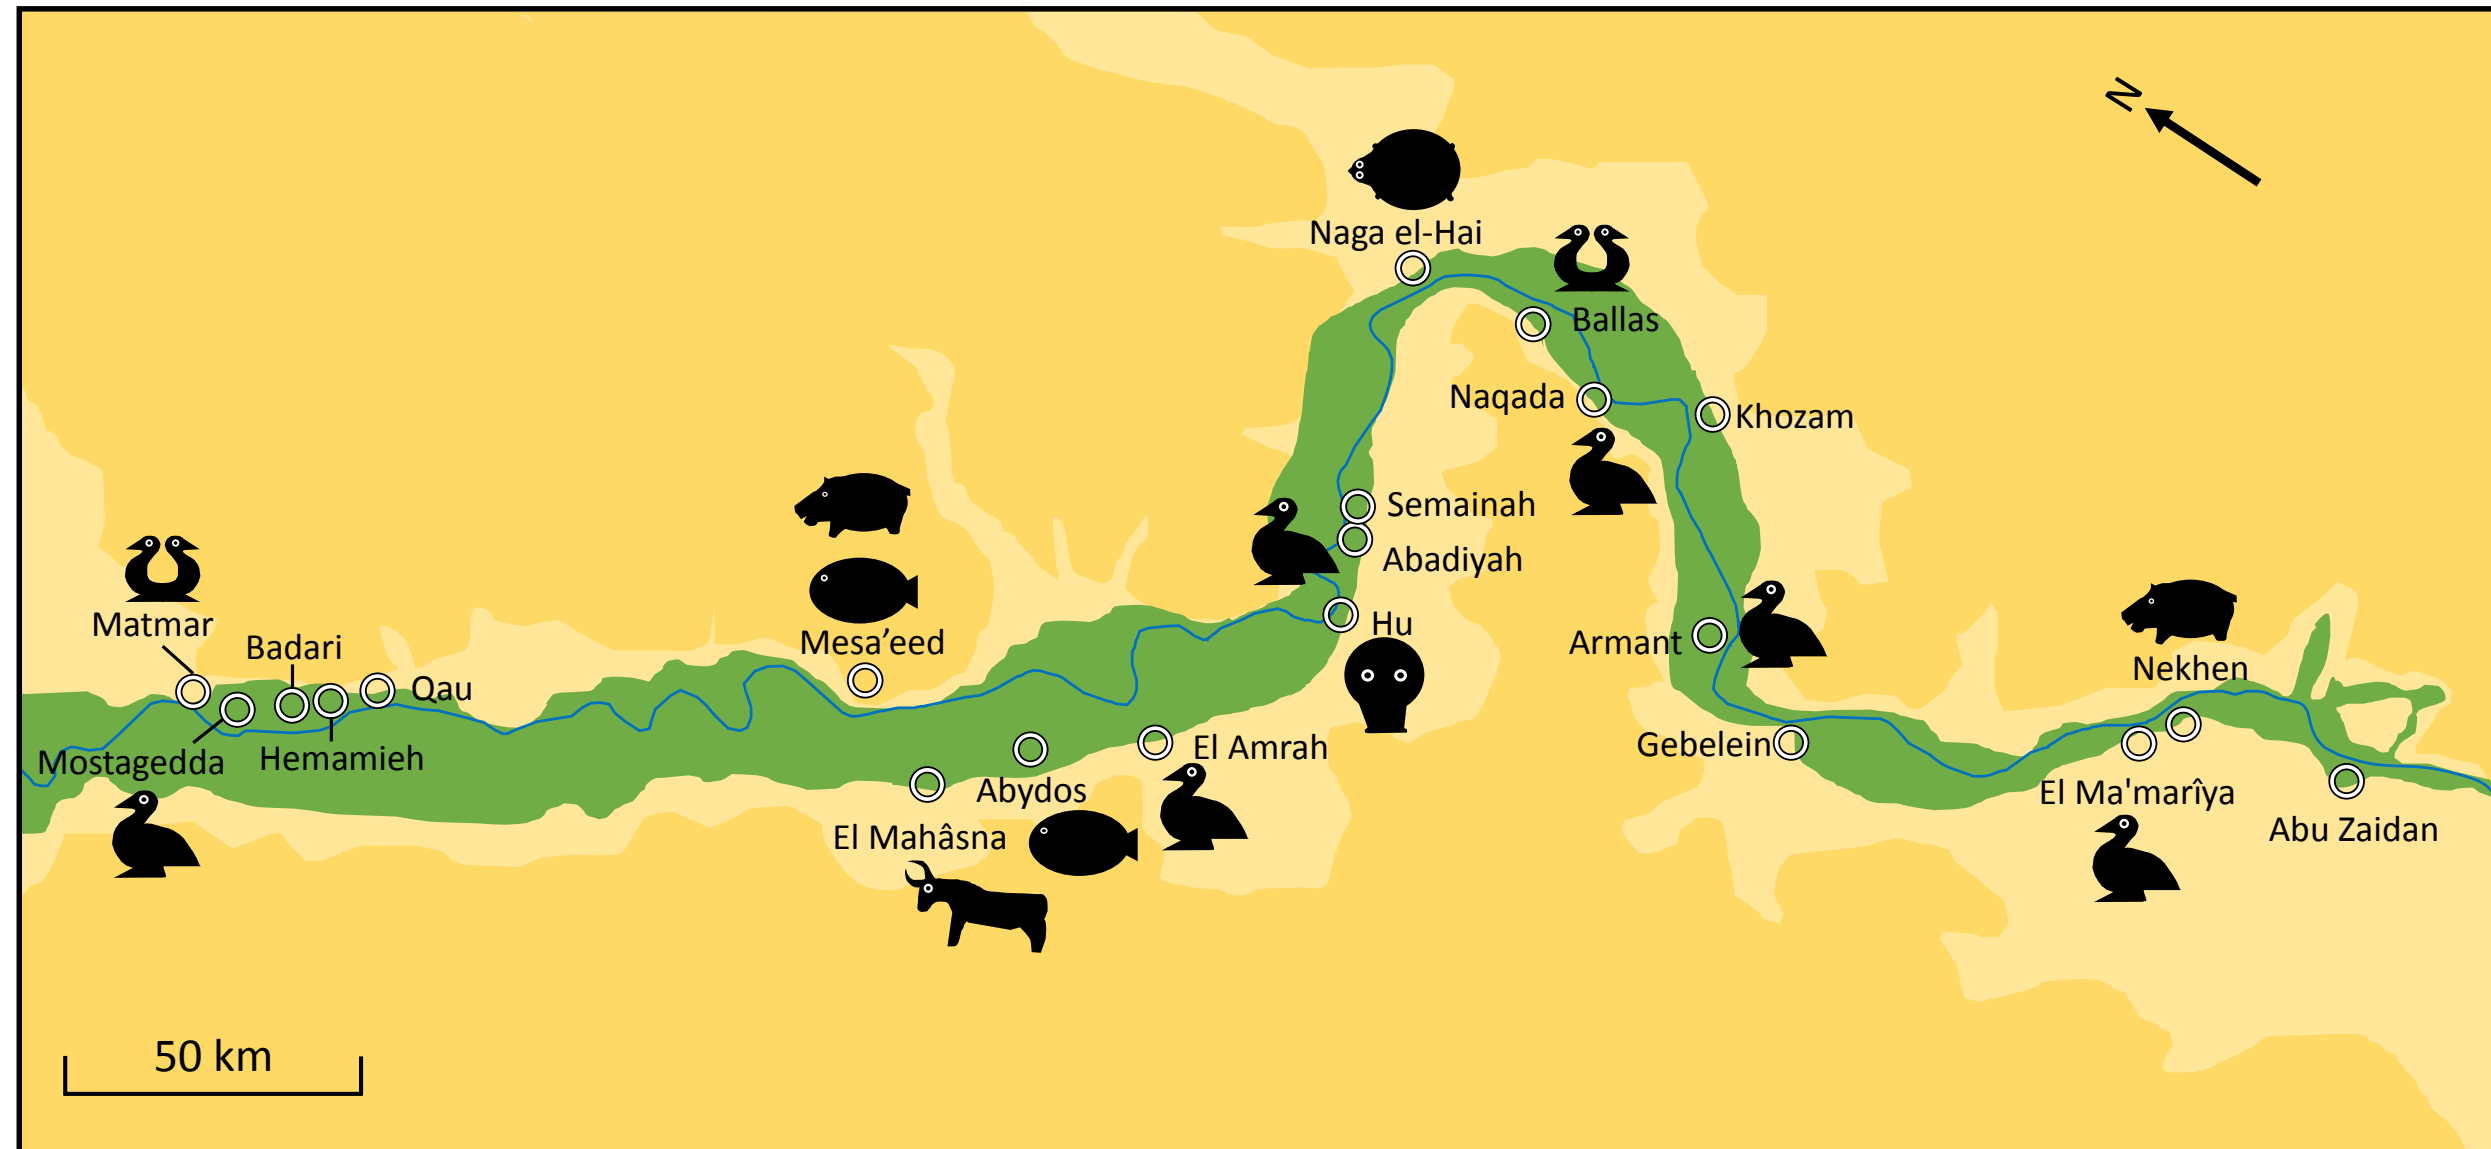 N
Naga el-Hai
Ballas
Naqada
Khozam
Semainah
Abadiyah
Hu
Matmar
Badari
Mesa’eed
Qau
Armant
Nekhen
Mostagedda
Hemamieh
El Amrah
Gebelein
Abydos
El Ma'marîya
El Mahâsna
Abu Zaidan
50 km